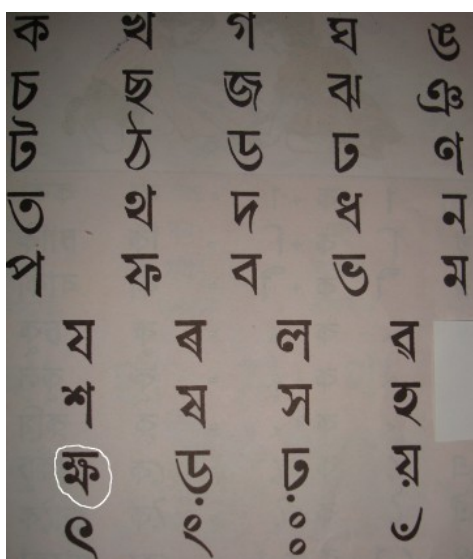 ক খ গ ঘ ঙ
চ ছ জ ঝ ঞ
ট ঠ ড ঢ ণ
ত থ দ ধ ন
প ফ ব ভ ম
য ৰ ল ৱ
শ ষ স হ
ক্ষ ড় ঢ় য়
ৎ ং ঃ ঁ